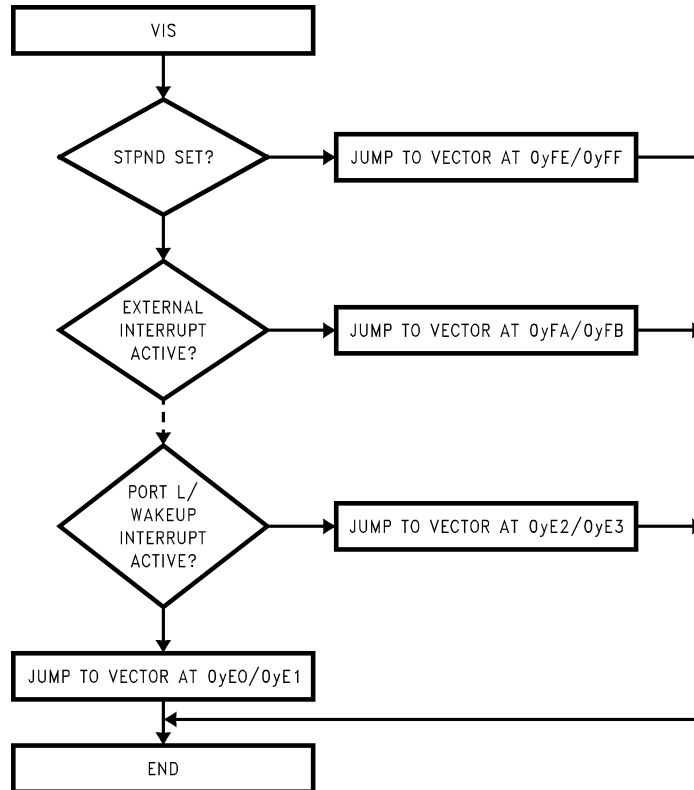 VIS
STPND SET?
JUMP TO VECTOR AT 0yFE/0yFF
EXTERNAL
INTERRUPT
ACTIVE?
JUMP TO VECTOR AT 0yFA/0yFB
PORT L/
WAKEUP
INTERRUPT
ACTIVE?
JUMP TO VECTOR AT 0yE2/0yE3
JUMP TO VECTOR AT 0yE0/0yE1
END